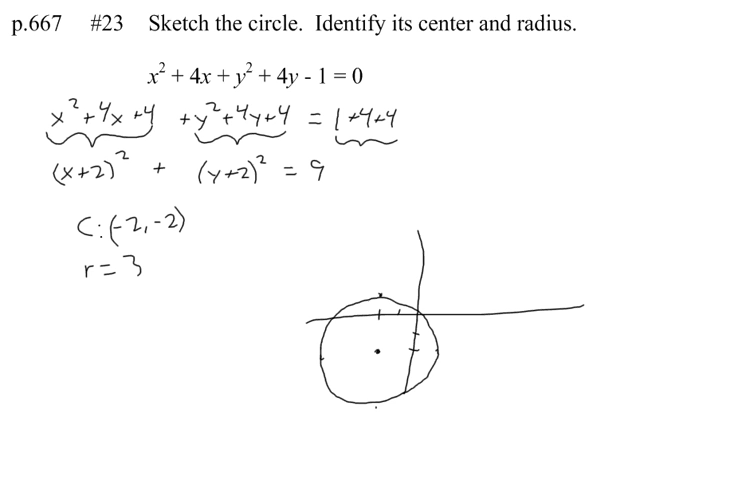 p.667 #23 Sketch the circle. Identify its center and radius.
x² + 4x + y² + 4y - 1 = 0
x²+4x+4 +y²+4y+4 = 1+4+4
(x+2)² + (y+2)² = 9
C:(-2,-2)
r=3